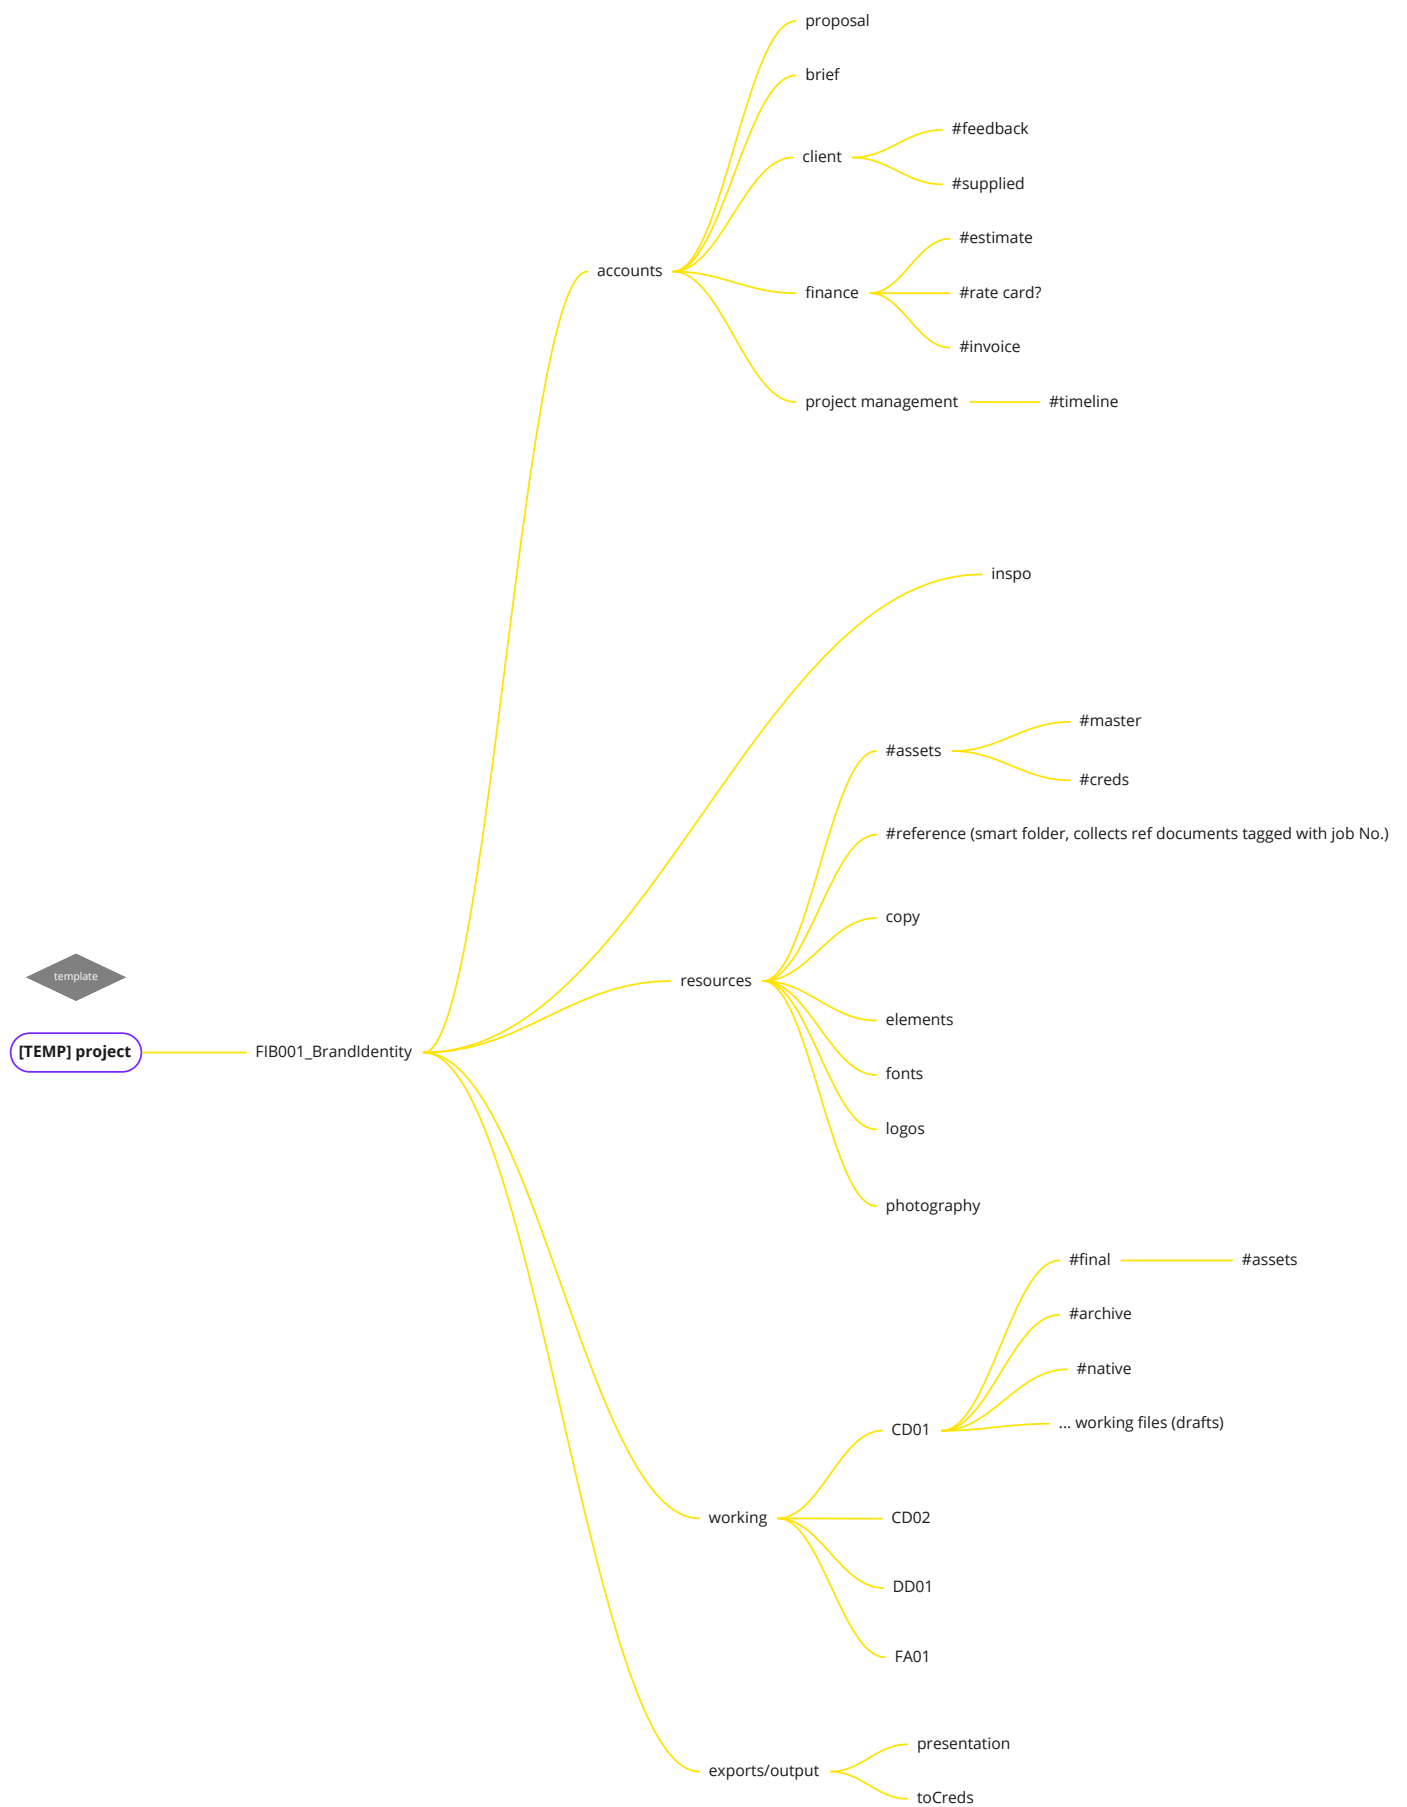 proposal
brief
#feedback
client
#supplied
#estimate
accounts
finance
#rate card?
#invoice
project management
#timeline
inspo
#master
#assets
#creds
#reference (smart folder, collects ref documents tagged with job No.)
copy
template
resources
elements
[TEMP] project
FIB001_BrandIdentity
fonts
logos
photography
#final
#assets
#archive
#native
... working files (drafts)
CD01
working
CD02
DD01
FA01
presentation
exports/output
toCreds